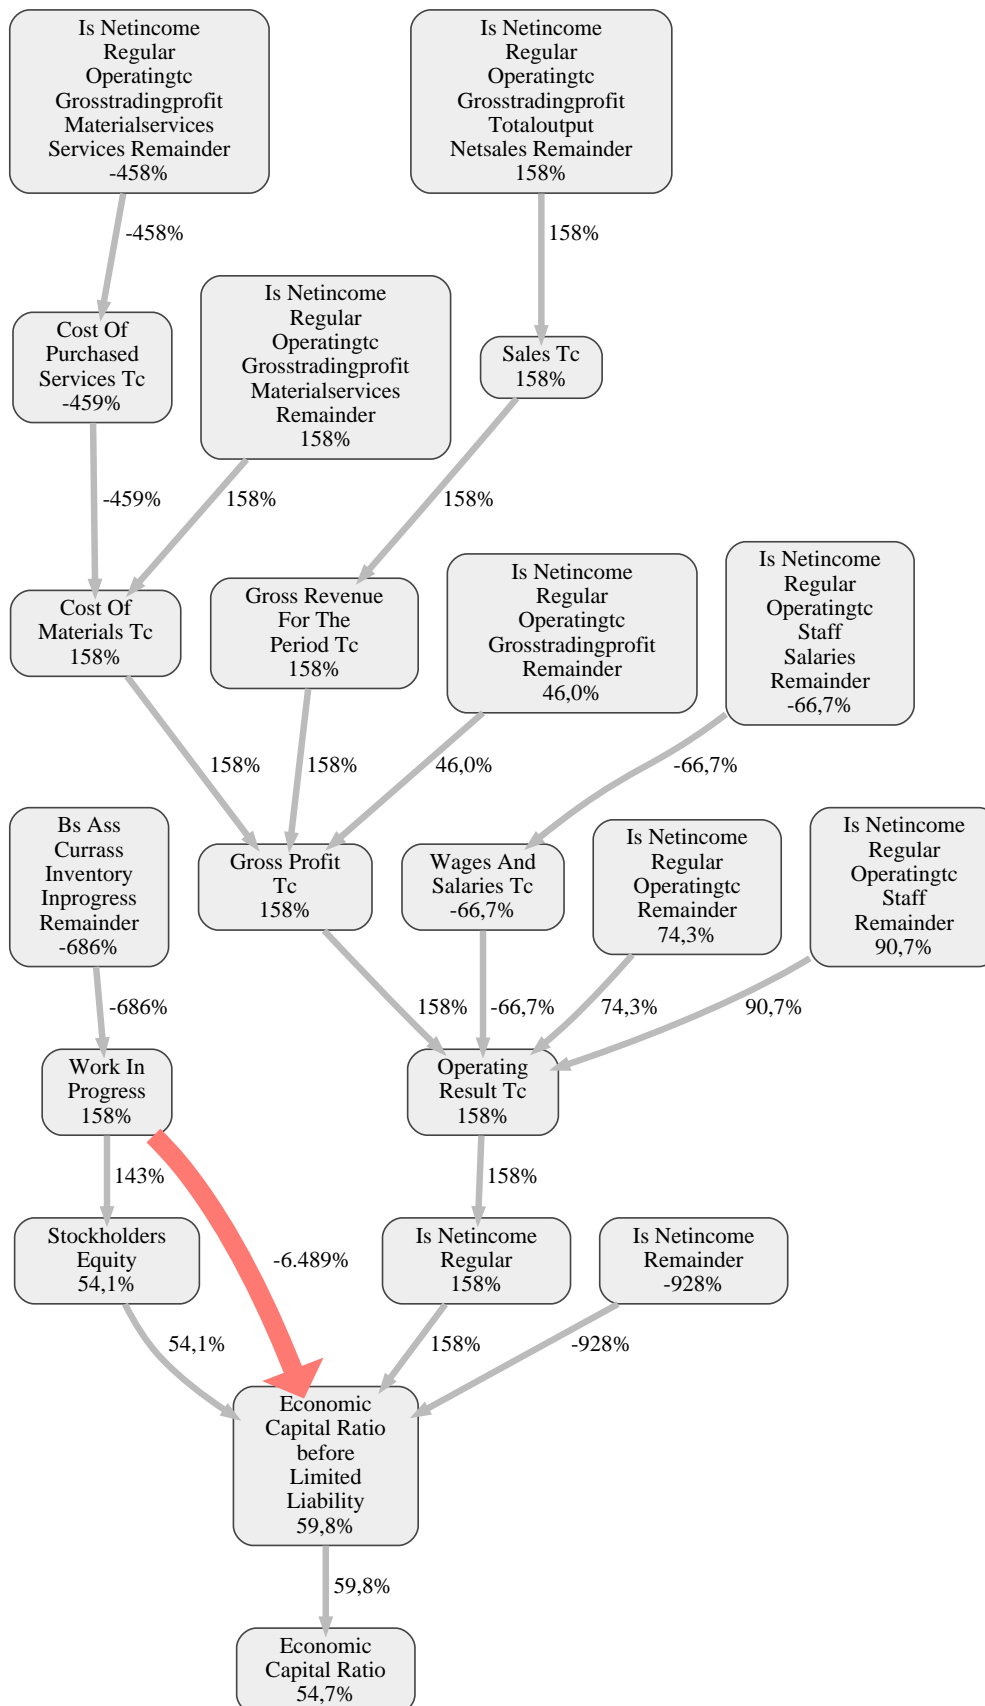 Is Netincome
Regular
Operatingtc
Grosstradingprofit
Materialservices
Services Remainder
-458%
Is Netincome
Regular
Operatingtc
Grosstradingprofit
Totaloutput
Netsales Remainder
158%
-458%
158%
Cost Of
Purchased
Services Tc
-459%
Is Netincome
Regular
Operatingtc
Grosstradingprofit
Materialservices
Remainder
158%
Sales Tc
158%
-459%
158%
158%
Cost Of
Materials Tc
158%
Gross Revenue
For The
Period Tc
158%
Is Netincome
Regular
Operatingtc
Grosstradingprofit
Remainder
46,0%
Is Netincome
Regular
Operatingtc
Staff
Salaries
Remainder
-66,7%
158%
158%
46,0%
-66,7%
Bs Ass
Currass
Inventory
Inprogress
Remainder
-686%
Gross Profit
Tc
158%
Wages And
Salaries Tc
-66,7%
Is Netincome
Regular
Operatingtc
Remainder
74,3%
Is Netincome
Regular
Operatingtc
Staff
Remainder
90,7%
-686%
158%
-66,7%
74,3%
90,7%
Work In
Progress
158%
Operating
Result Tc
158%
143%
158%
Stockholders
Equity
54,1%
-6.489%
Is Netincome
Regular
158%
Is Netincome
Remainder
-928%
54,1%
158%
-928%
Economic
Capital Ratio
before
Limited
Liability
59,8%
59,8%
Economic
Capital Ratio
54,7%